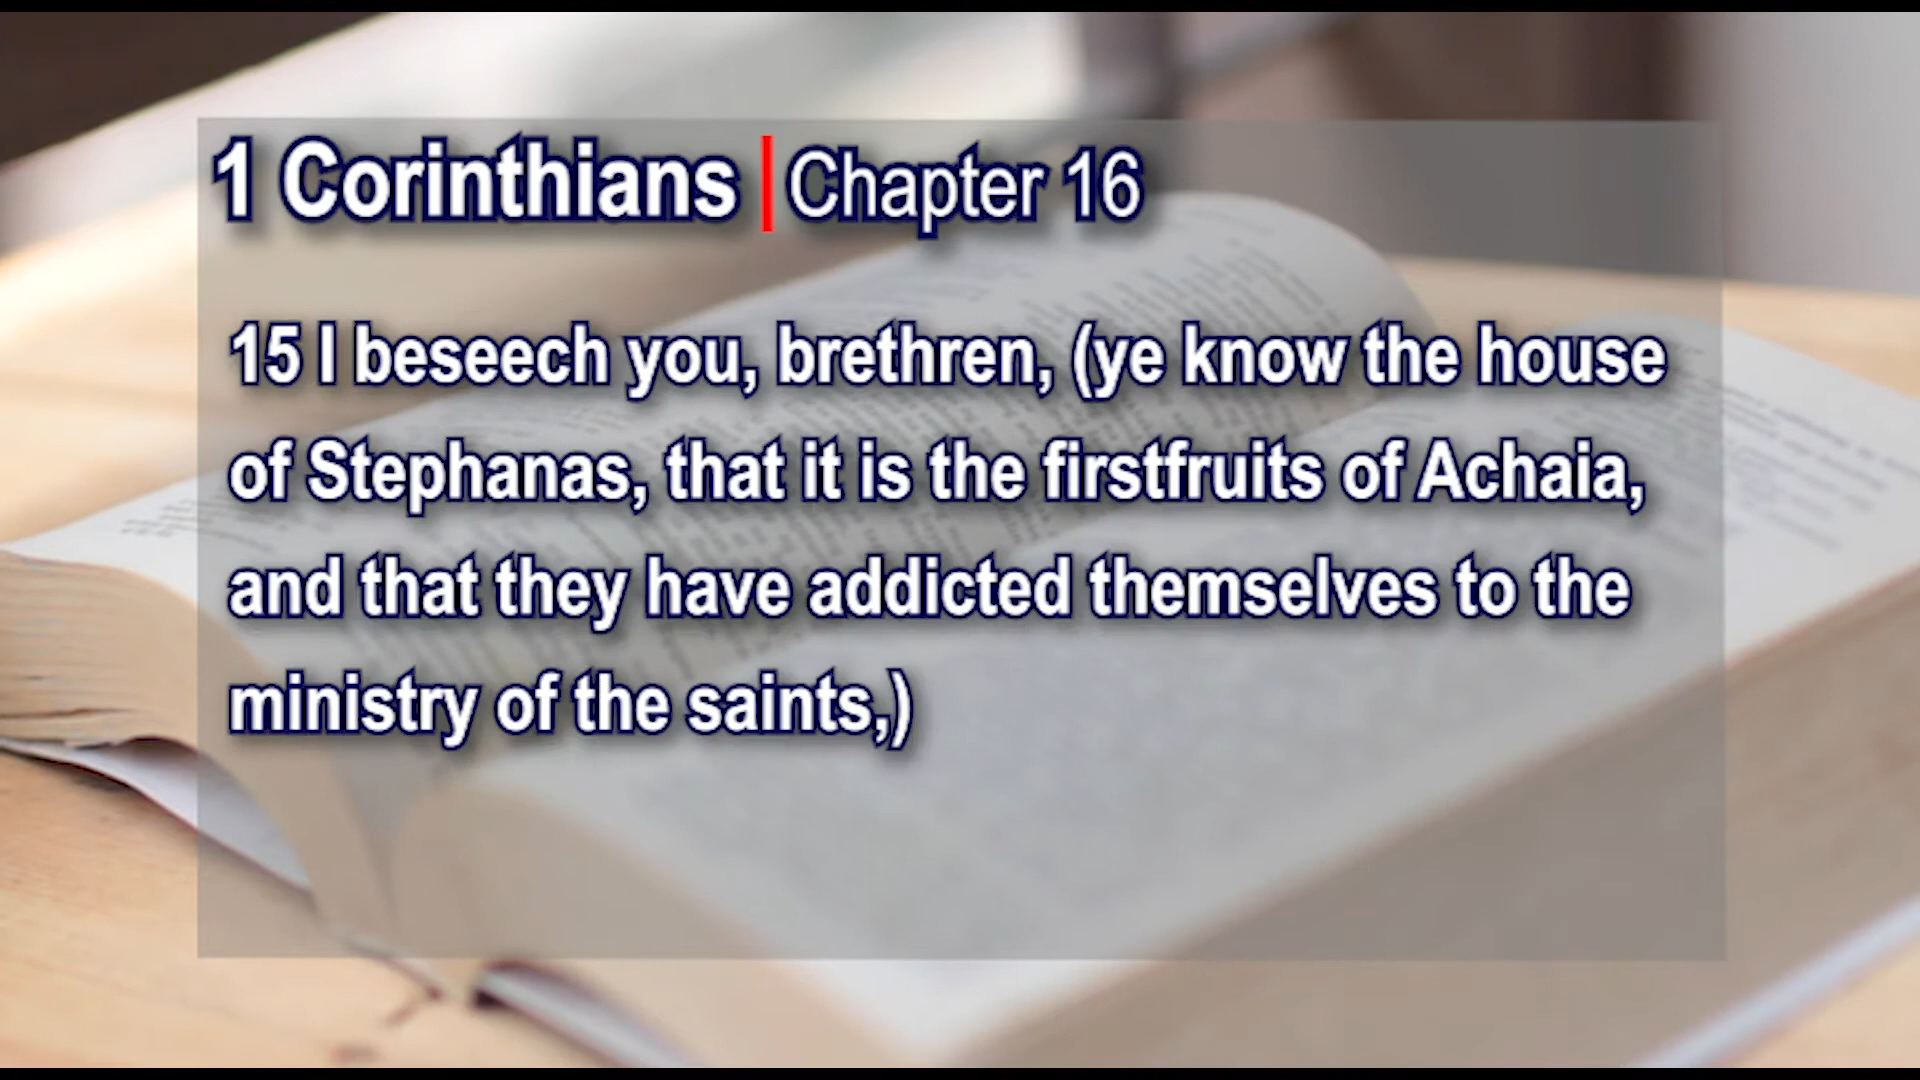 1 Corinthians | Chapter 16
15 I beseech you, brethren, (ye know the house
of Stephanas, that it is the firstfruits of Achaia,
and that they have addicted themselves to the
ministry of the saints,)